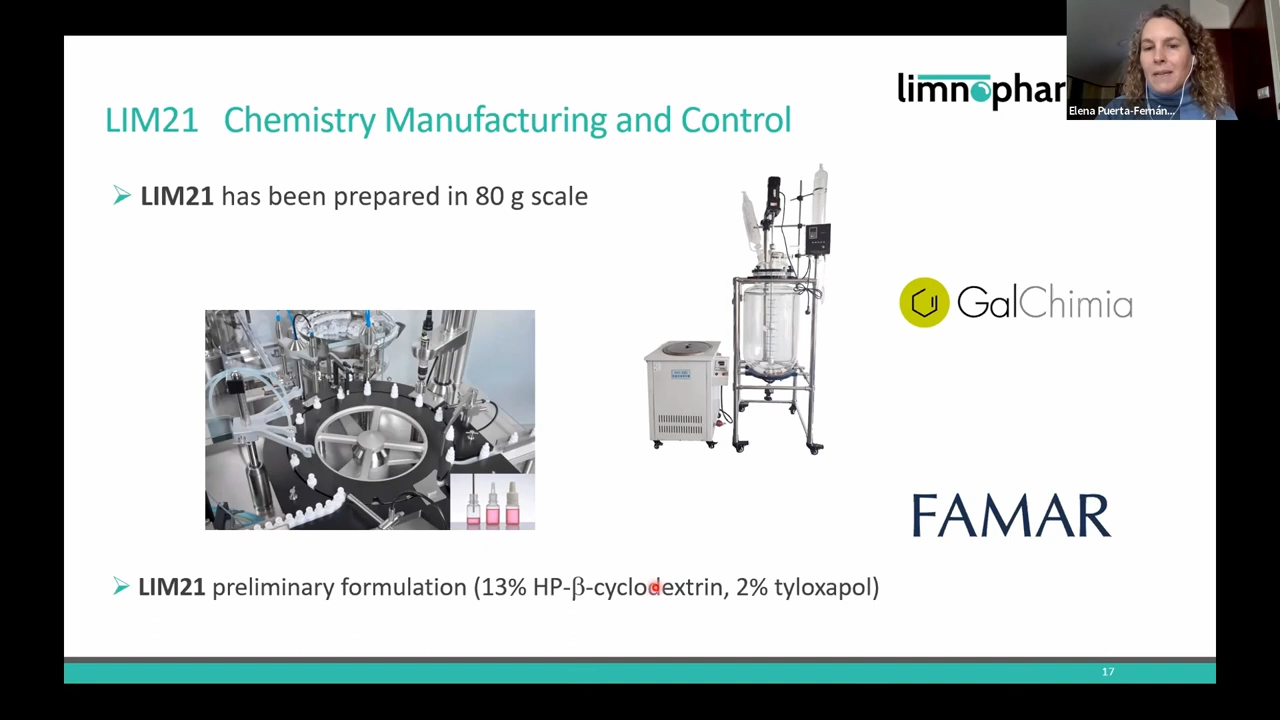 limnophar
Elena Puerta-Fernán...
LIM21 Chemistry Manufacturing and Control
➢ LIM21 has been prepared in 80 g scale
GalChimia
FAMAR
➢ LIM21 preliminary formulation (13% HP-β-cyclodextrin, 2% tyloxapol)
17